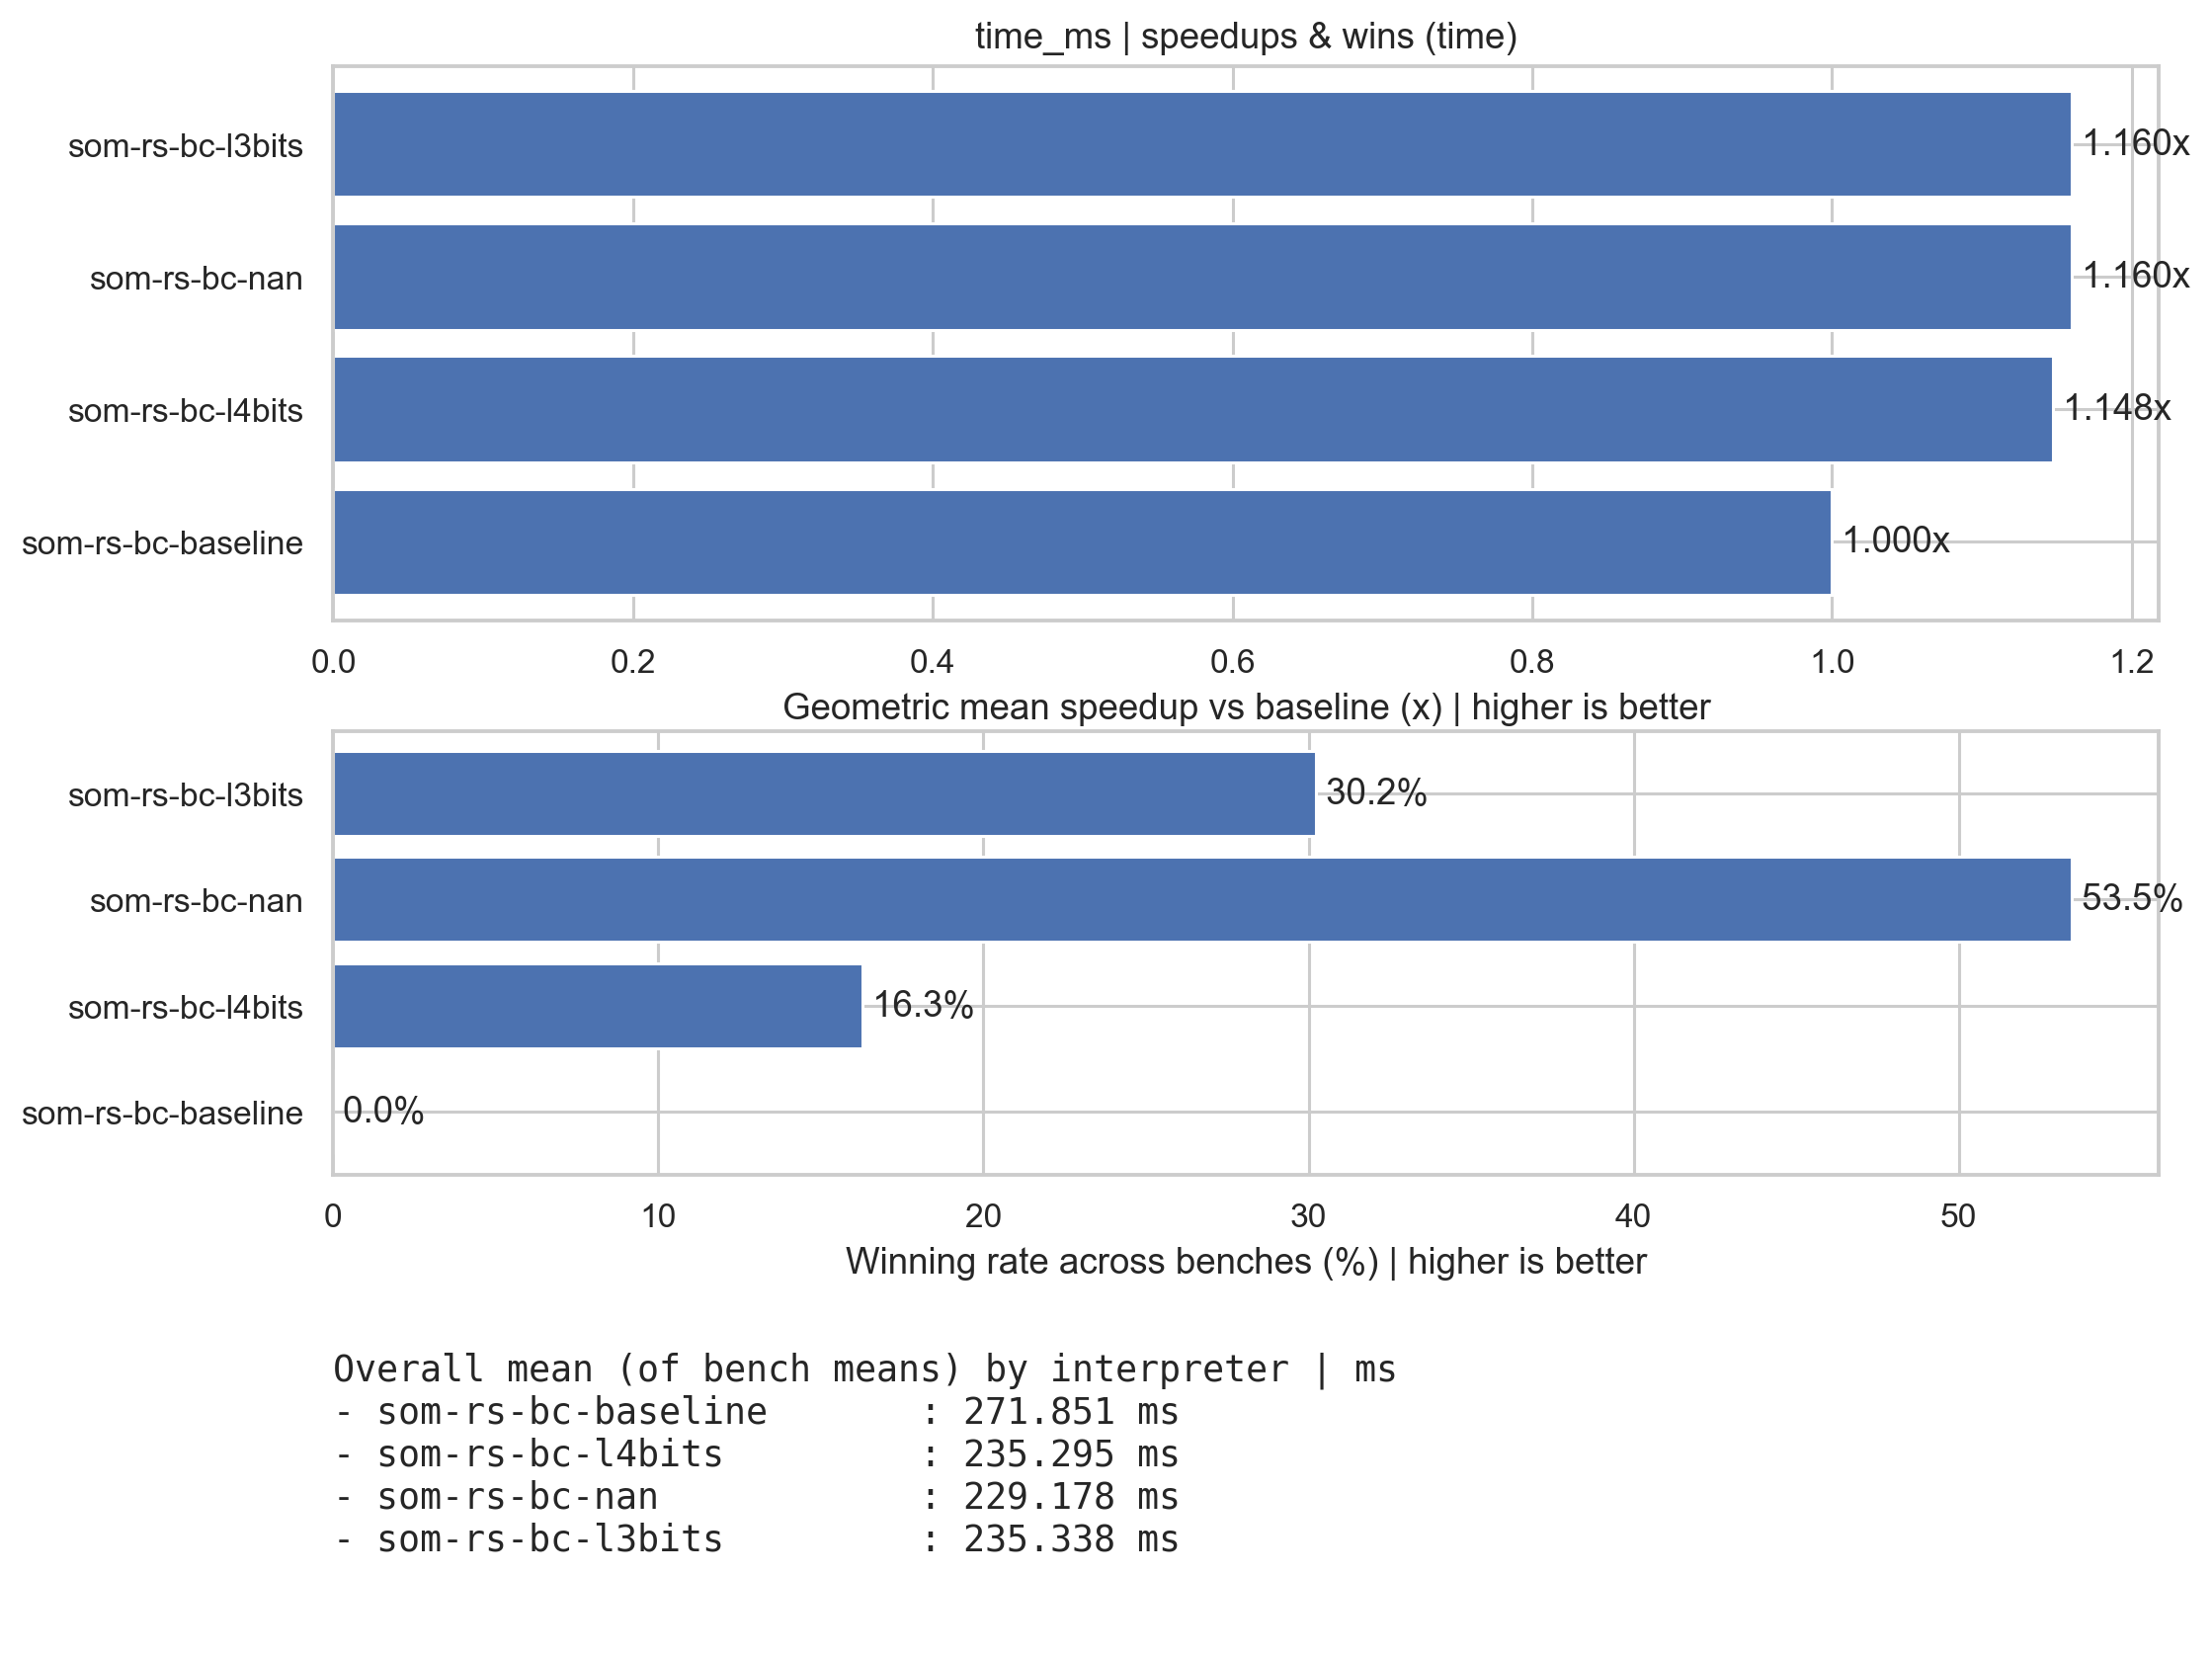 time_ms | speedups & wins (time)
som-rs-bc-l3bits
1.160x
som-rs-bc-nan
1.160x
som-rs-bc-l4bits
1.148x
som-rs-bc-baseline
1.000x
0.0 0.2 0.4 0.6 0.8 1.0 1.2
Geometric mean speedup vs baseline (x) | higher is better
som-rs-bc-l3bits
30.2%
som-rs-bc-nan
53.5%
som-rs-bc-l4bits
16.3%
som-rs-bc-baseline
0.0%
0 10 20 30 40 50
Winning rate across benches (%) | higher is better
Overall mean (of bench means) by interpreter | ms
- som-rs-bc-baseline : 271.851 ms
- som-rs-bc-l4bits : 235.295 ms
- som-rs-bc-nan : 229.178 ms
- som-rs-bc-l3bits : 235.338 ms